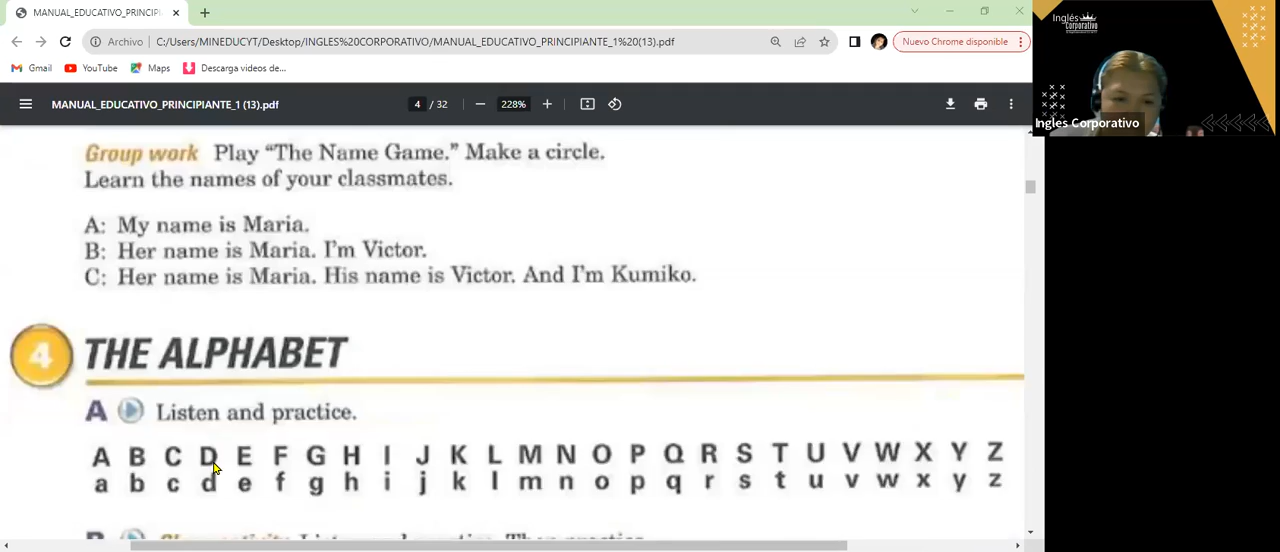 MANUAL_EDUCATIVO_PRINCIPI
Archivo
C:/Users/MINEDUCYT/Desktop/INGLES%20CORPORATIVO/MANUAL_EDUCATIVO_PRINCIPIANTE_1%20(13).pdf
Nuevo Chrome disponible
Gmail YouTube Maps Descarga videos de...
MANUAL_EDUCATIVO_PRINCIPIANTE_1 (13).pdf
4 / 32
228%
Inglés
Corporativo
Ingles Corporativo
Group work Play “The Name Game.” Make a circle.
Learn the names of your classmates.
A: My name is Maria.
B: Her name is Maria. I’m Victor.
C: Her name is Maria. His name is Victor. And I’m Kumiko.
4 THE ALPHABET
A Listen and practice.
A B C D E F G H I J K L M N O P Q R S T U V W X Y Z
a b c d e f g h i j k l m n o p q r s t u v w x y z